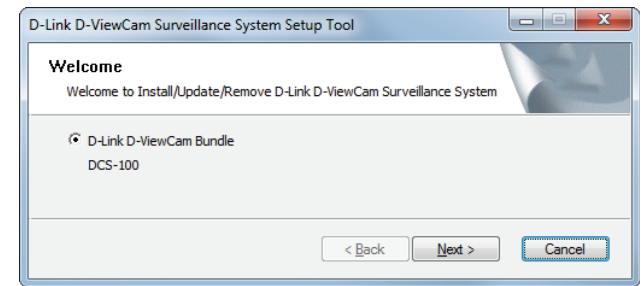 D-Link D-ViewCam Surveillance System Setup Tool
Welcome
Welcome to Install/Update/Remove D-Link D-ViewCam Surveillance System
D-Link D-ViewCam Bundle
DCS-100
< Back Next > Cancel